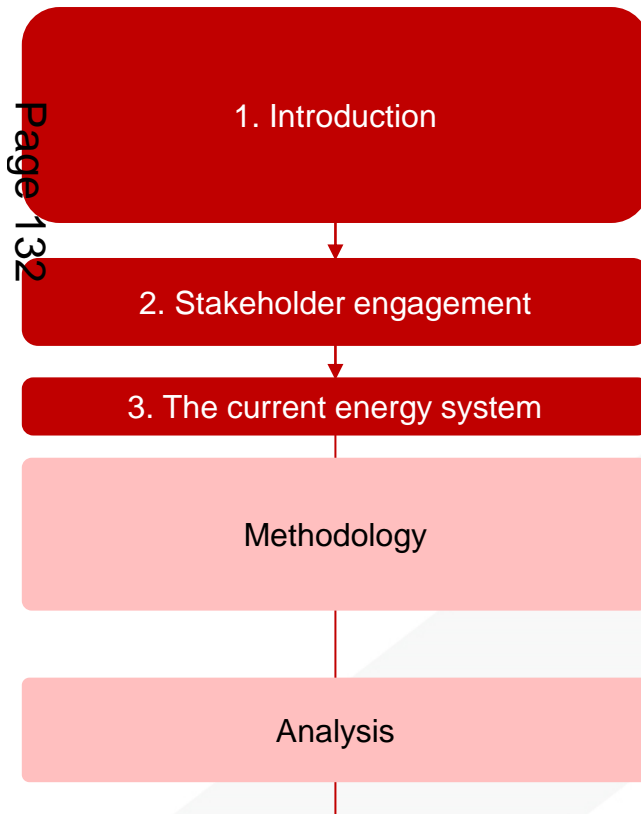 1. Introduction
Page 132
2. Stakeholder engagement
3. The current energy system
Methodology
Analysis